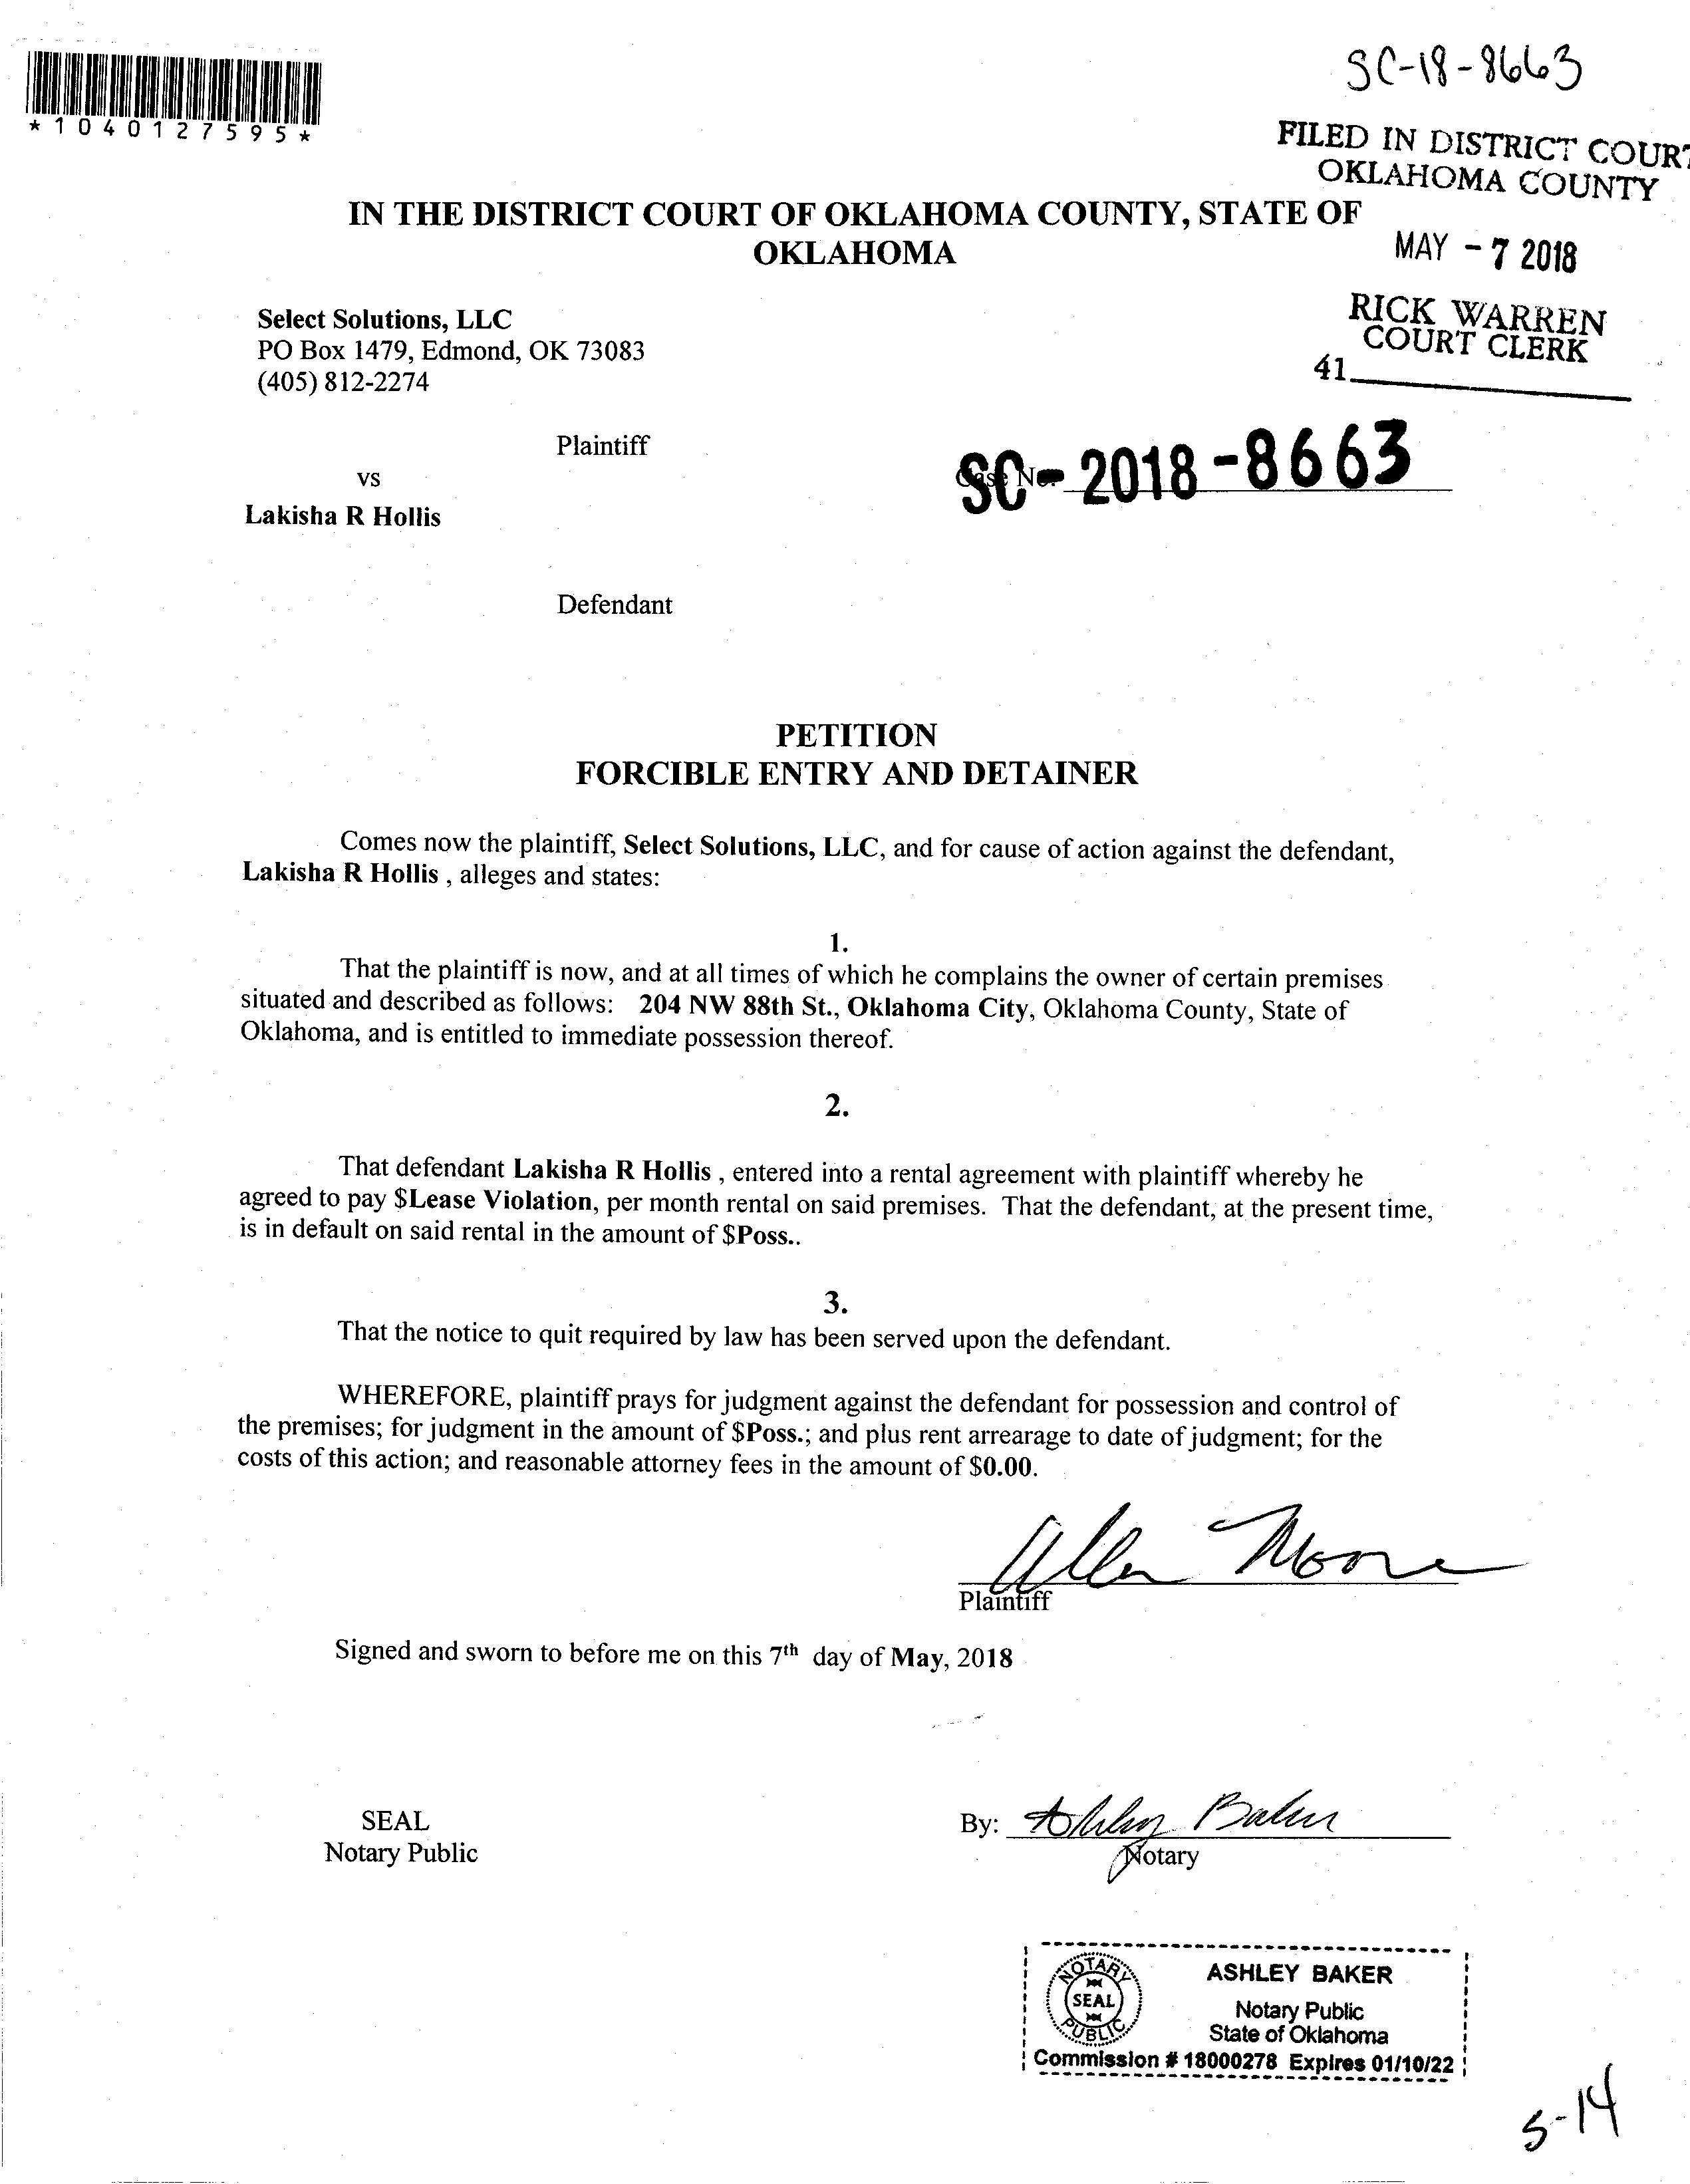 SC-18-8663
*1040127595*
FILED IN DISTRICT COURT
OKLAHOMA COUNTY
IN THE DISTRICT COURT OF OKLAHOMA COUNTY, STATE OF
OKLAHOMA
MAY - 7 2018
Select Solutions, LLC
PO Box 1479, Edmond, OK 73083
(405) 812-2274
RICK WARREN
COURT CLERK
41
Plaintiff
vs
Case No.
SC - 2018 - 8663
Lakisha R Hollis
Defendant
PETITION
FORCIBLE ENTRY AND DETAINER
Comes now the plaintiff, Select Solutions, LLC, and for cause of action against the defendant,
Lakisha R Hollis , alleges and states:
1.
That the plaintiff is now, and at all times of which he complains the owner of certain premises
situated and described as follows: 204 NW 88th St., Oklahoma City, Oklahoma County, State of
Oklahoma, and is entitled to immediate possession thereof.
2.
That defendant Lakisha R Hollis , entered into a rental agreement with plaintiff whereby he
agreed to pay $Lease Violation, per month rental on said premises. That the defendant, at the present time,
is in default on said rental in the amount of $Poss..
3.
That the notice to quit required by law has been served upon the defendant.
WHEREFORE, plaintiff prays for judgment against the defendant for possession and control of
the premises; for judgment in the amount of $Poss.; and plus rent arrearage to date of judgment; for the
costs of this action; and reasonable attorney fees in the amount of $0.00.
Allen Moore
Plaintiff
Signed and sworn to before me on this 7th day of May, 2018
SEAL
Notary Public
By: Ashley Baker
Notary
NOTARY
SEAL
PUBLIC
ASHLEY BAKER
Notary Public
State of Oklahoma
Commission # 18000278 Expires 01/10/22
5-14